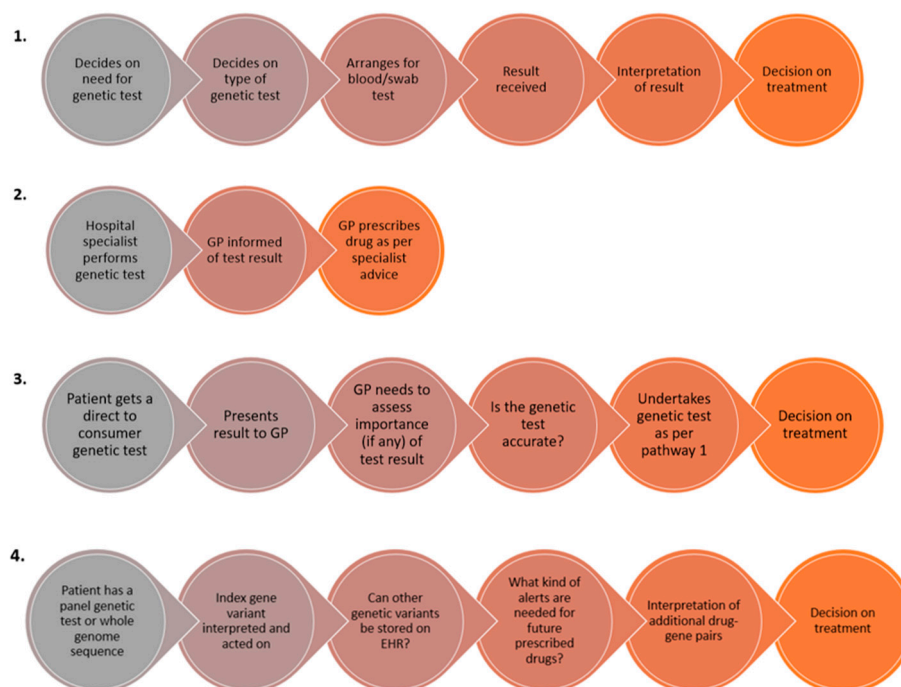 1.
Decides on
need for
genetic test
Decides on
type of
genetic test
Arranges for
blood/swab
test
Result
received
Interpretation
of result
Decision on
treatment
2.
Hospital
specialist
performs
genetic test
GP informed
of test result
GP prescribes
drug as per
specialist
advice
3.
Patient gets a
direct to
consumer
genetic test
Presents
result to GP
GP needs to
assess
importance
(if any) of
test result
Is the genetic
test
accurate?
Undertakes
genetic test
as per
pathway 1
Decision on
treatment
4.
Patient has a
panel genetic
test or whole
genome
sequence
Index gene
variant
interpreted and
acted on
Can other
genetic variants
be stored on
EHR?
What kind of
alerts are
needed for
future
prescribed
drugs?
Interpretation of
additional drug-
gene pairs
Decision on
treatment